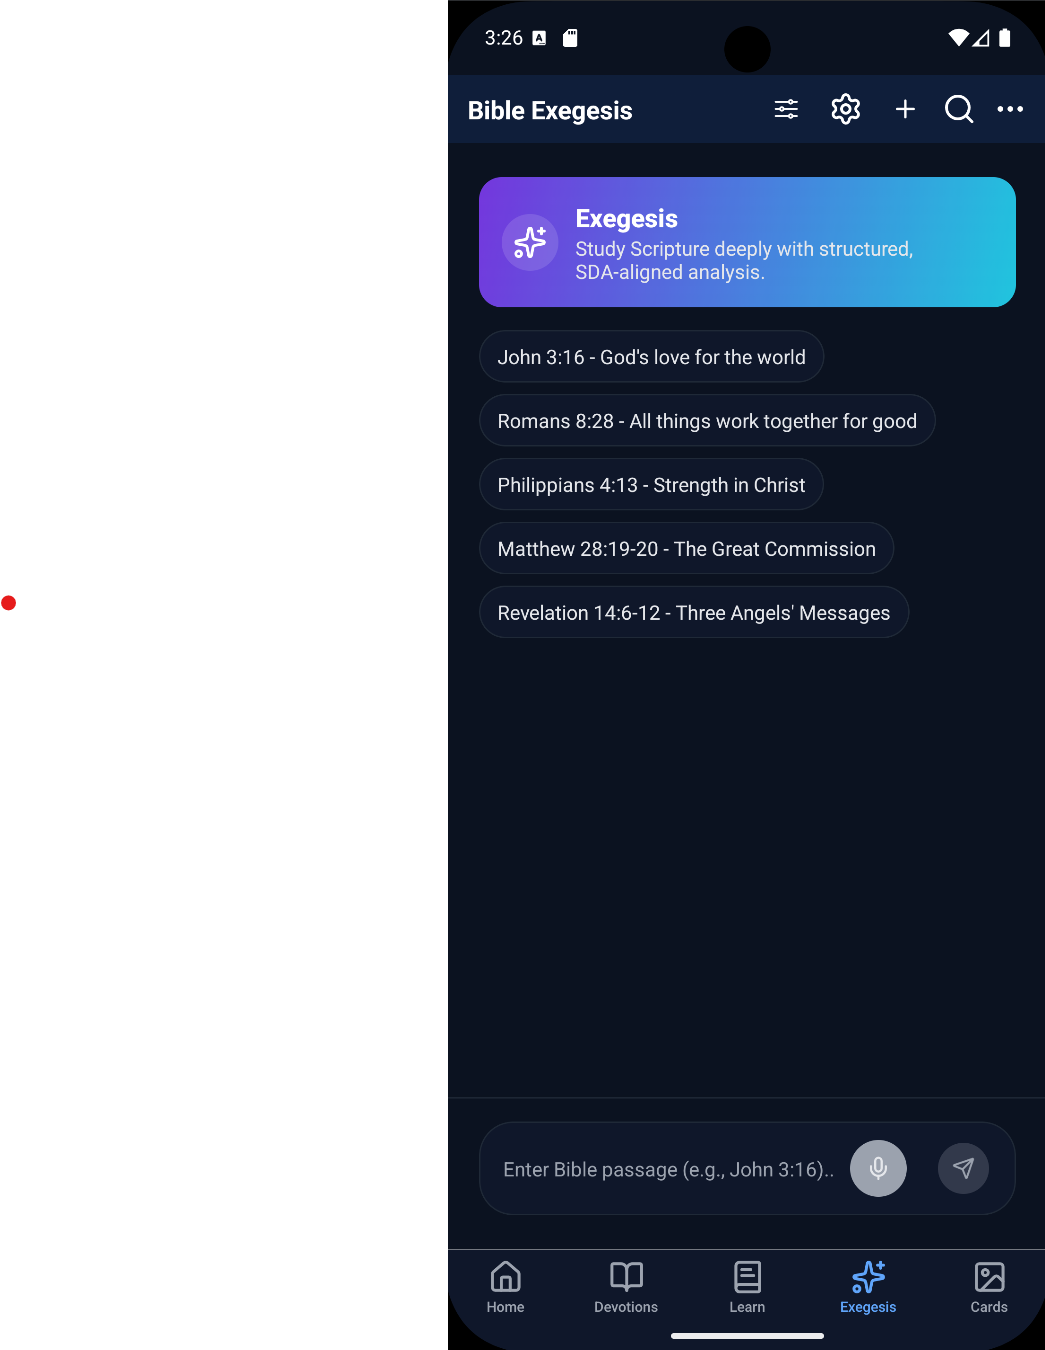 3:26
Bible Exegesis
Exegesis
Study Scripture deeply with structured,
SDA-aligned analysis.
John 3:16 - God's love for the world
Romans 8:28 - All things work together for good
Philippians 4:13 - Strength in Christ
Matthew 28:19-20 - The Great Commission
Revelation 14:6-12 - Three Angels' Messages
Enter Bible passage (e.g., John 3:16)..
Home
Devotions
Learn
Exegesis
Cards